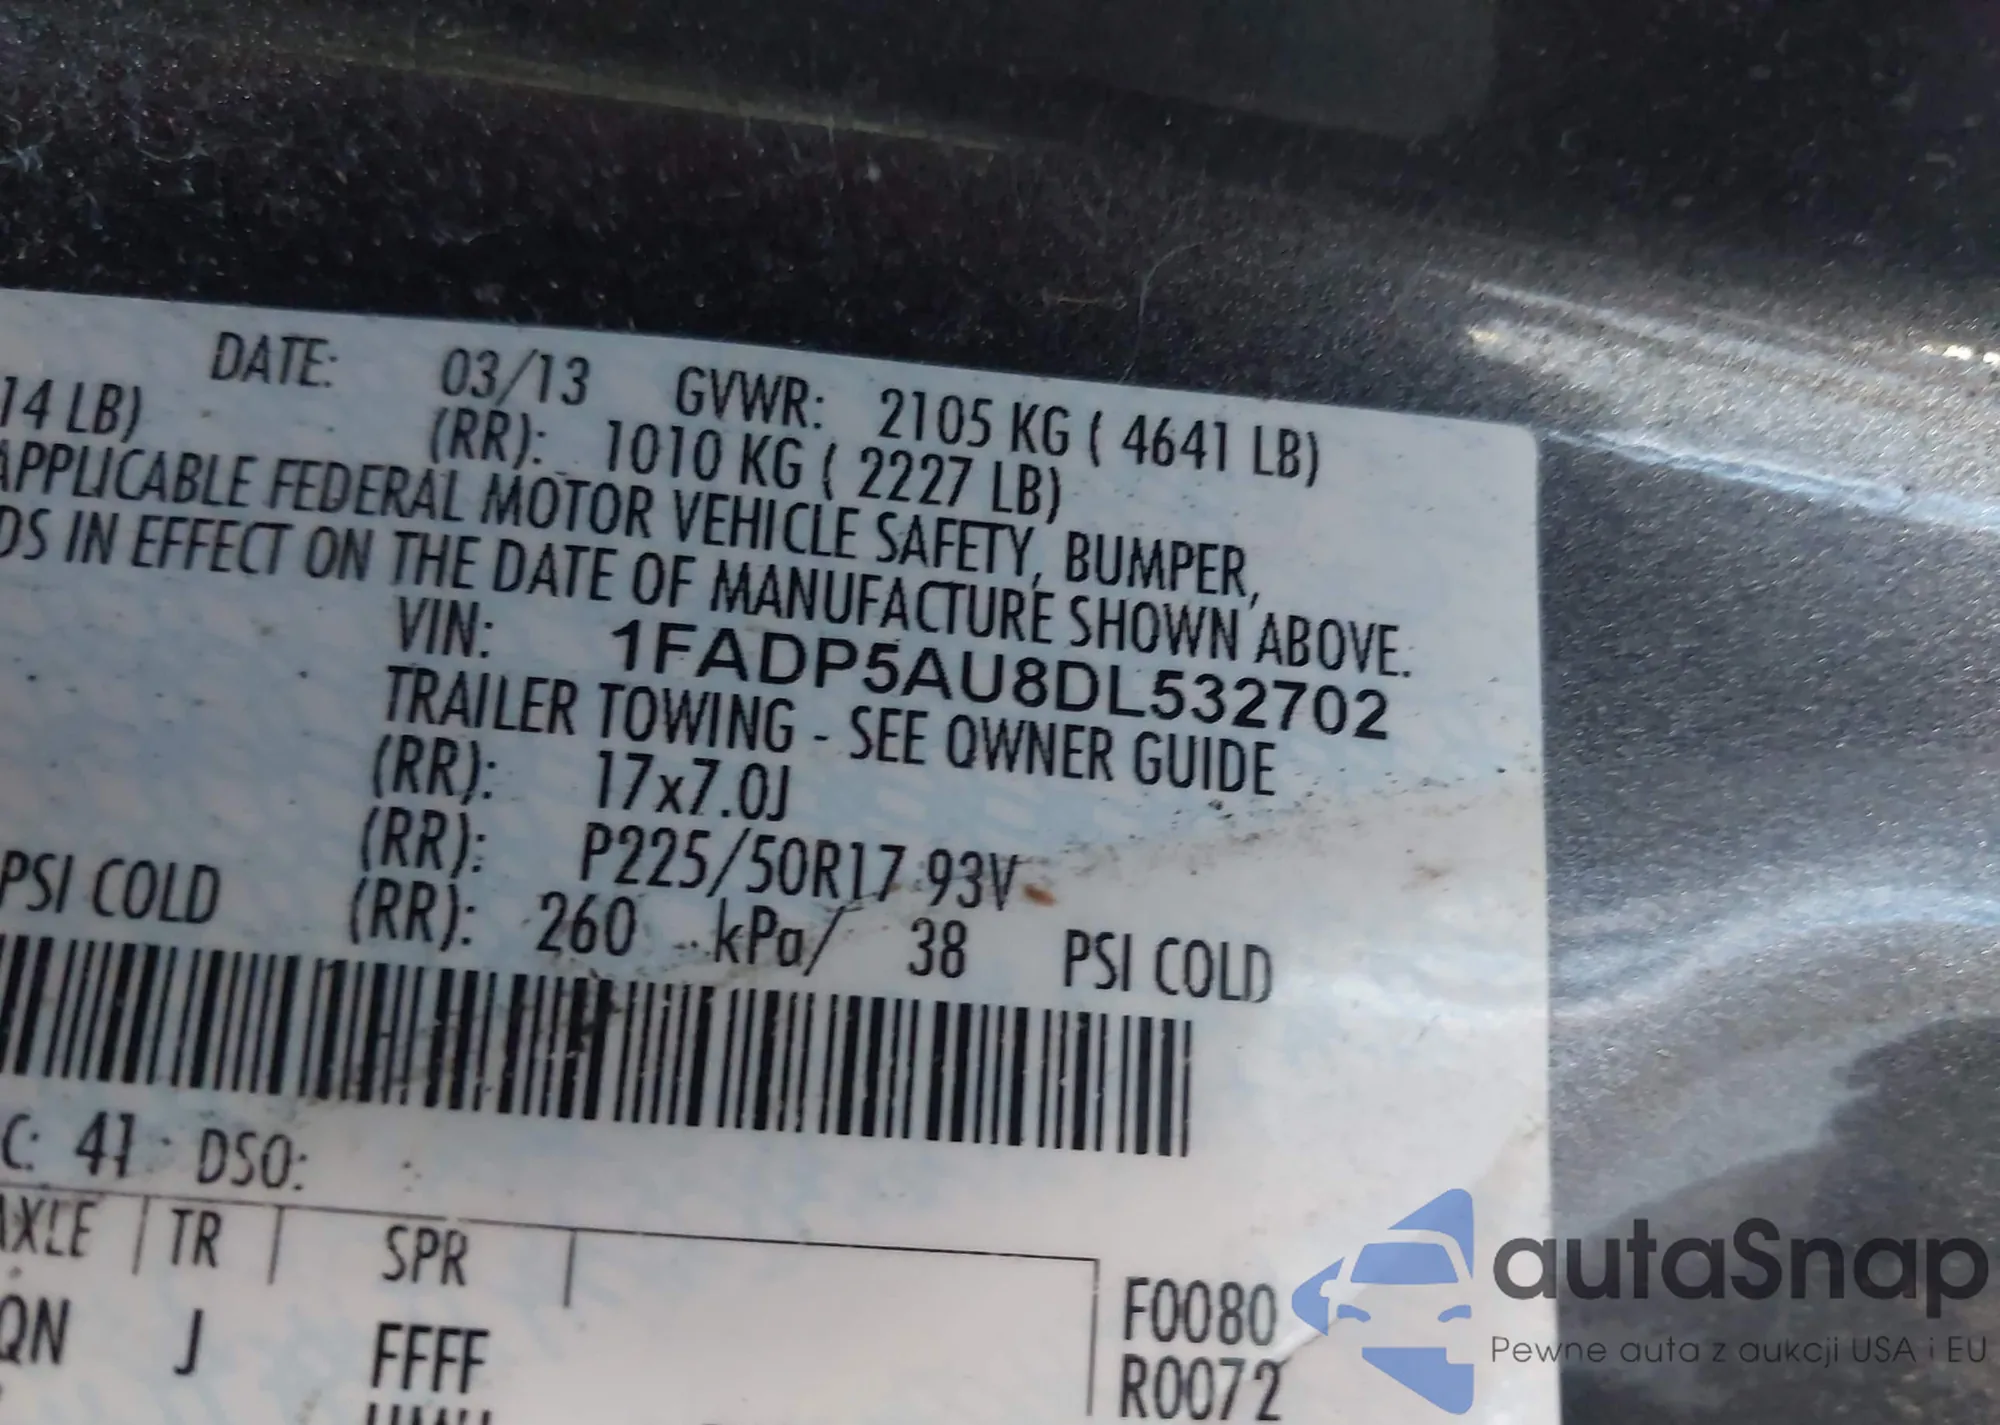 DATE: 03/13 GVWR: 2105 KG ( 4641 LB)
14 LB) (RR): 1010 KG ( 2227 LB)
APPLICABLE FEDERAL MOTOR VEHICLE SAFETY, BUMPER,
DS IN EFFECT ON THE DATE OF MANUFACTURE SHOWN ABOVE.
VIN: 1FADP5AU8DL532702
TRAILER TOWING - SEE OWNER GUIDE
(RR): 17x7.0J
(RR): P225/50R17 93V
PSI COLD (RR): 260 kPa/ 38 PSI COLD
C: 41 DSO:
AXLE TR SPR
QN J FFFF
F0080
R0072
autaSnap
Pewne auta z aukcji USA i EU